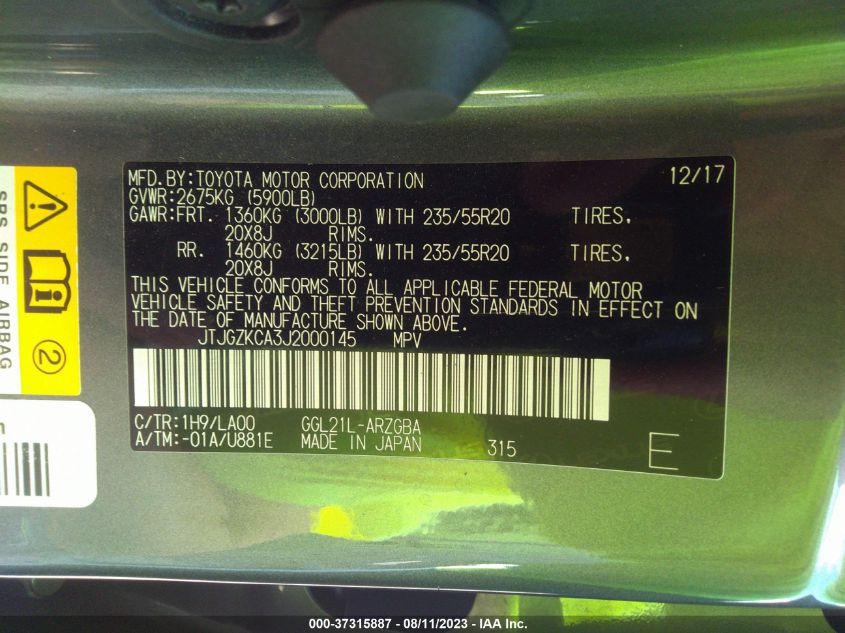 MFD.BY:TOYOTA MOTOR CORPORATION 12/17
GVWR:2675KG (5900LB)
GAWR:FRT. 1360KG (3000LB) WITH 235/55R20 TIRES,
20X8J RIMS.
RR. 1460KG (3215LB) WITH 235/55R20 TIRES,
20X8J RIMS.
THIS VEHICLE CONFORMS TO ALL APPLICABLE FEDERAL MOTOR
VEHICLE SAFETY AND THEFT PREVENTION STANDARDS IN EFFECT ON
THE DATE OF MANUFACTURE SHOWN ABOVE.
JTJGZKCA3J2000145 MPV
C/TR:1H9/LA00 GGL21L-ARZGBA
A/TM:-01A/U881E MADE IN JAPAN 315 E
SRS SIDE AIRBAG
2
000-37315887 - 08/11/2023 - IAA Inc.